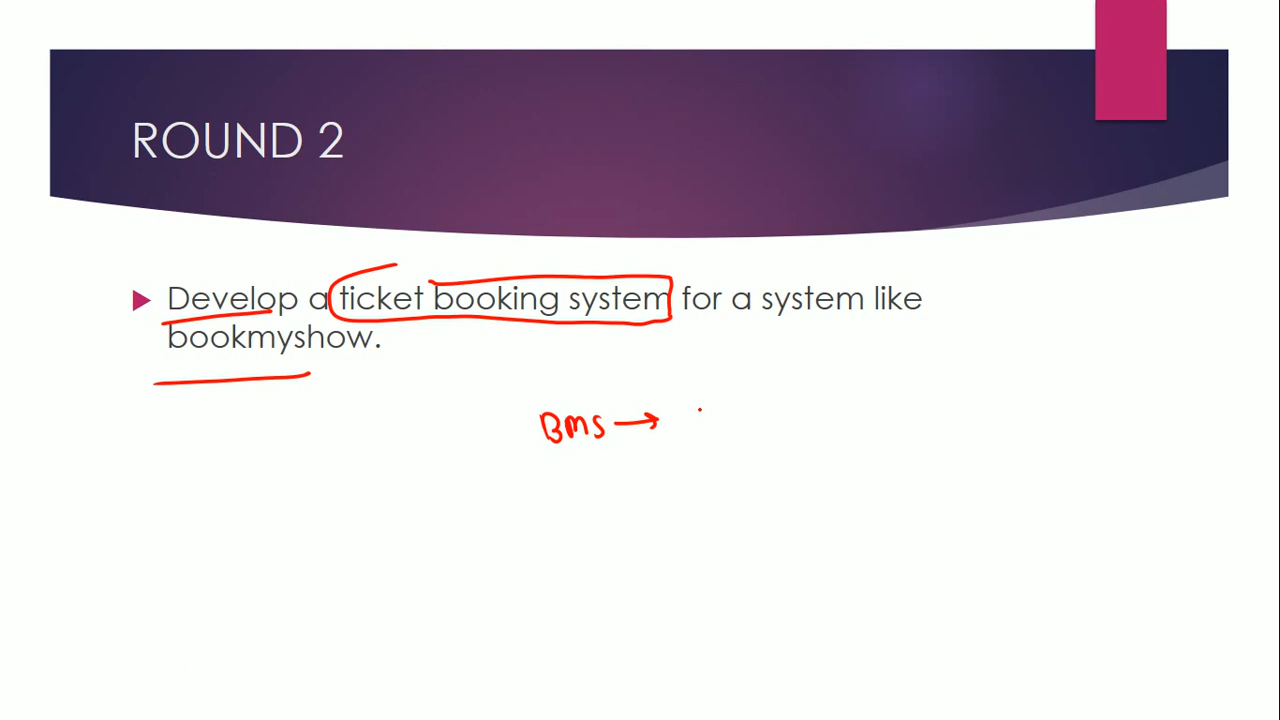 ROUND 2
Develop a ticket booking system for a system like
bookmyshow.
BMS →